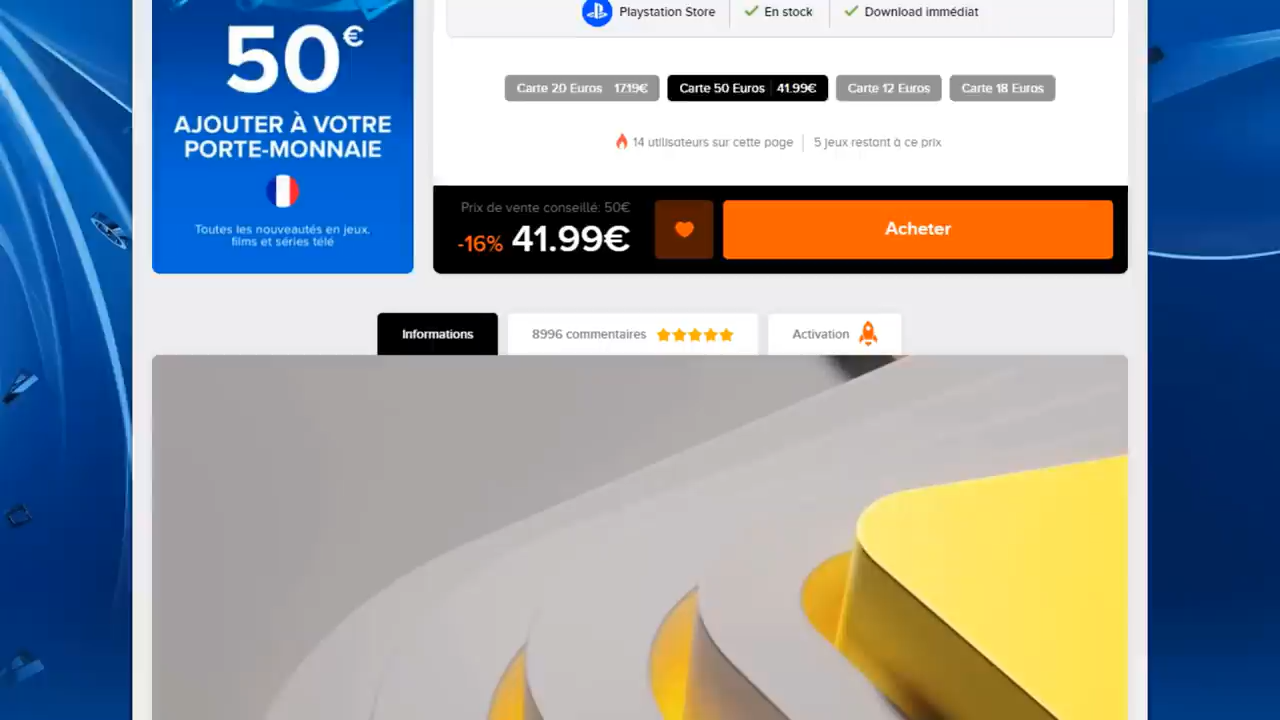 Playstation Store
En stock
Download immédiat
50€
AJOUTER À VOTRE
PORTE-MONNAIE
Toutes les nouveautés en jeux,
films et séries télé
Carte 20 Euros 17.19€
Carte 50 Euros 41.99€
Carte 12 Euros
Carte 18 Euros
14 utilisateurs sur cette page
5 jeux restant à ce prix
Prix de vente conseillé: 50€
-16% 41.99€
Acheter
Informations
8996 commentaires
Activation